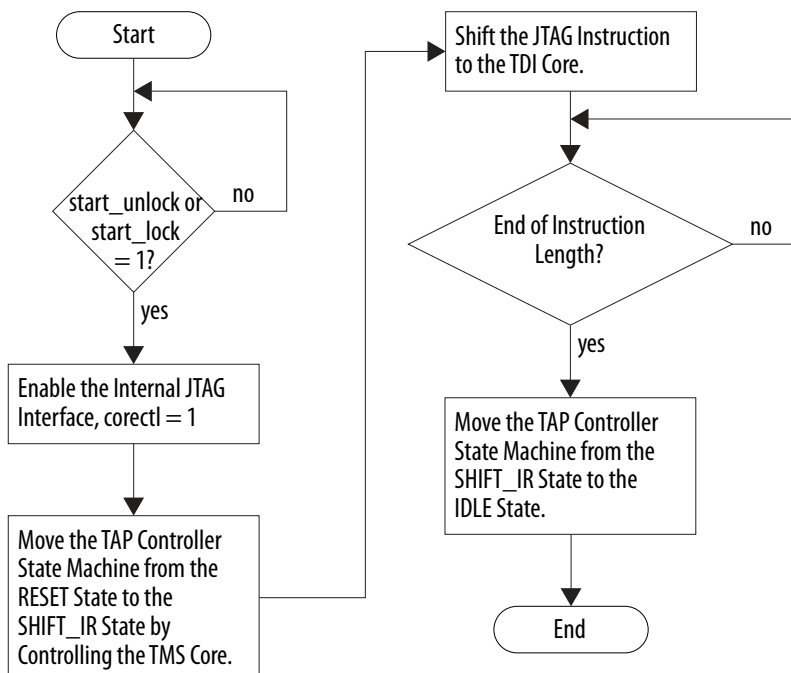 Start
start_unlock or
start_lock
= 1?
no
yes
Enable the Internal JTAG
Interface, corectl = 1
Move the TAP Controller
State Machine from the
RESET State to the
SHIFT_IR State by
Controlling the TMS Core.
Shift the JTAG Instruction
to the TDI Core.
End of Instruction
Length?
no
yes
Move the TAP Controller
State Machine from the
SHIFT_IR State to the
IDLE State.
End